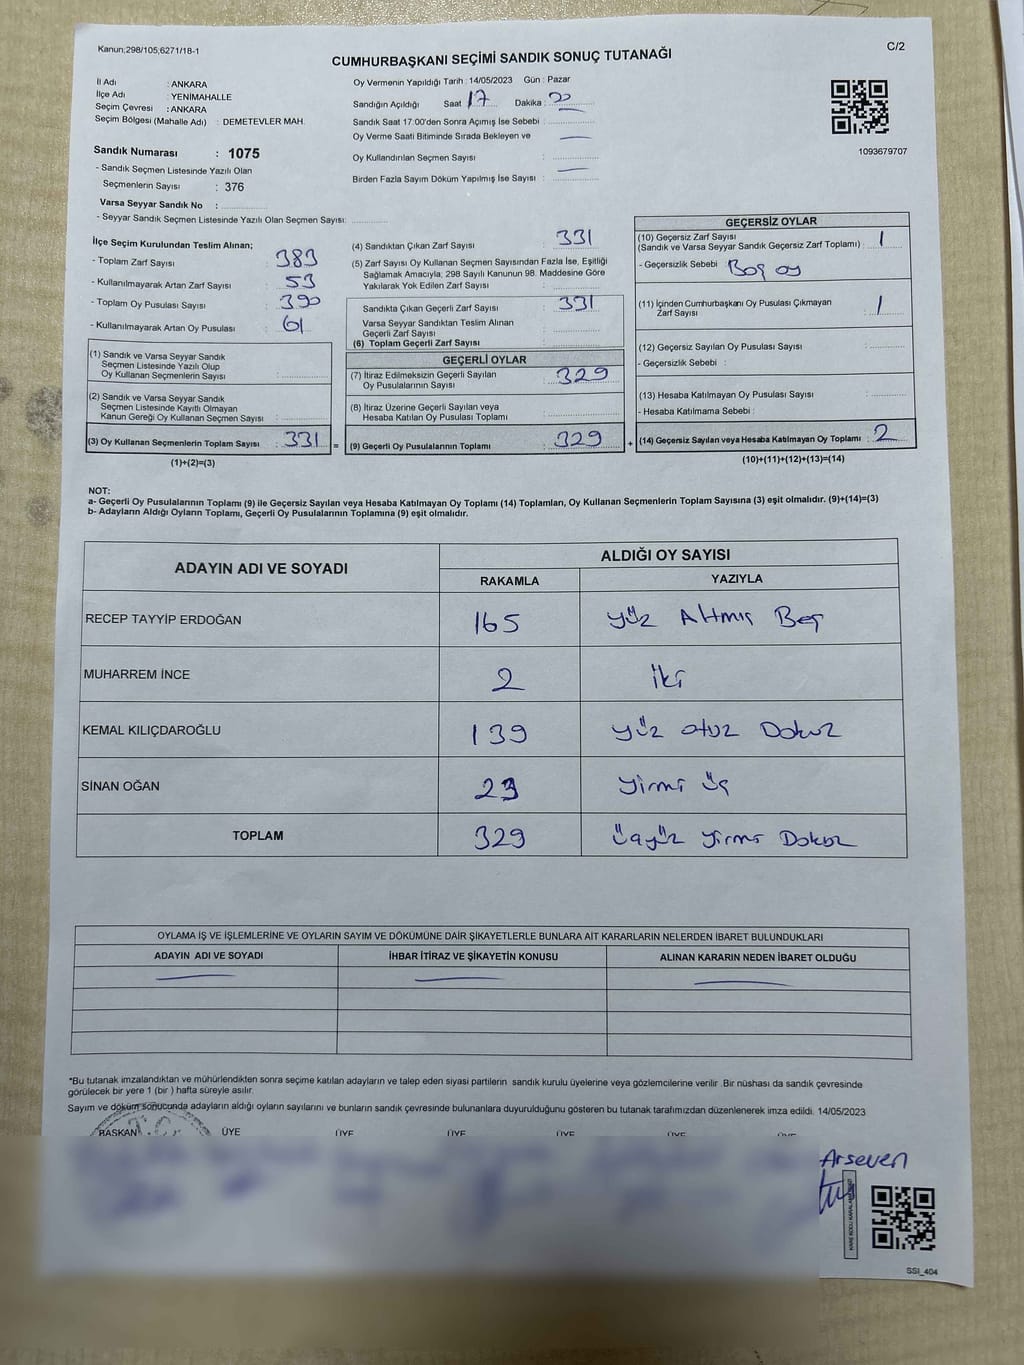 Kanun;298/105,6271/18-1
C/2
CUMHURBAŞKANI SEÇİMİ SANDIK SONUÇ TUTANAĞI
İl Adı : ANKARA
İlçe Adı : YENİMAHALLE
Seçim Çevresi : ANKARA
Seçim Bölgesi (Mahalle Adı) : DEMETEVLER MAH.
Sandık Numarası : 1075
- Sandık Seçmen Listesinde Yazılı Olan
Seçmenlerin Sayısı : 376
Varsa Seyyar Sandık No :
- Seyyar Sandık Seçmen Listesinde Yazılı Olan Seçmen Sayısı:
Oy Vermenin Yapıldığı Tarih : 14/05/2023 Gün : Pazar
Sandığın Açıldığı Saat 17 Dakika :
Sandık Saat 17:00'den Sonra Açımış İse Sebebi :
Oy Verme Saati Bitiminde Sırada Bekleyen ve
Oy Kullandırılan Seçmen Sayısı :
Birden Fazla Sayım Döküm Yapılmış İse Sayısı :
1093679707
İlçe Seçim Kurulundan Teslim Alınan;
- Toplam Zarf Sayısı : 383
- Kullanılmayarak Artan Zarf Sayısı : 53
- Toplam Oy Pusulası Sayısı : 390
- Kullanılmayarak Artan Oy Pusulası : 61
(1) Sandık ve Varsa Seyyar Sandık
Seçmen Listesinde Yazılı Olup
Oy Kullanan Seçmenlerin Sayısı :
(2) Sandık ve Varsa Seyyar Sandık
Seçmen Listesinde Kayıtlı Olmayan
Kanun Gereği Oy Kullanan Seçmen Sayısı :
(3) Oy Kullanan Seçmenlerin Toplam Sayısı : 331 =
(1)+(2)=(3)
(4) Sandıktan Çıkan Zarf Sayısı : 331
(5) Zarf Sayısı Oy Kullanan Seçmen Sayısından Fazla İse, Eşitliği
Sağlamak Amacıyla; 298 Sayılı Kanunun 98. Maddesine Göre
Yakılarak Yok Edilen Zarf Sayısı :
Sandıkta Çıkan Geçerli Zarf Sayısı : 331
Varsa Seyyar Sandıktan Teslim Alınan
Geçerli Zarf Sayısı :
(6) Toplam Geçerli Zarf Sayısı :
GEÇERLİ OYLAR
(7) İtiraz Edilmeksizin Geçerli Sayılan
Oy Pusulalarının Sayısı : 329
(8) İtiraz Üzerine Geçerli Sayılan veya
Hesaba Katılan Oy Pusulası Toplamı :
(9) Geçerli Oy Pusulalarının Toplamı : 329 +
GEÇERSİZ OYLAR
(10) Geçersiz Zarf Sayısı
(Sandık ve Varsa Seyyar Sandık Geçersiz Zarf Toplamı) : 1
- Geçersizlik Sebebi : Boş oy
(11) İçinden Cumhurbaşkanı Oy Pusulası Çıkmayan
Zarf Sayısı : 1
(12) Geçersiz Sayılan Oy Pusulası Sayısı :
- Geçersizlik Sebebi :
(13) Hesaba Katılmayan Oy Pusulası Sayısı :
- Hesaba Katılmama Sebebi :
(14) Geçersiz Sayılan veya Hesaba Katılmayan Oy Toplamı : 2
(10)+(11)+(12)+(13)=(14)
NOT:
a- Geçerli Oy Pusulalarının Toplamı (9) ile Geçersiz Sayılan veya Hesaba Katılmayan Oy Toplamı (14) Toplamları, Oy Kullanan Seçmenlerin Toplam Sayısına (3) eşit olmalıdır. (9)+(14)=(3)
b- Adayların Aldığı Oyların Toplamı, Geçerli Oy Pusulalarının Toplamına (9) eşit olmalıdır.
ADAYIN ADI VE SOYADI
ALDIĞI OY SAYISI
RAKAMLA YAZIYLA
RECEP TAYYİP ERDOĞAN 165 yüz Altmış Beş
MUHARREM İNCE 2 iki
KEMAL KILIÇDAROĞLU 139 yüz otuz Dokuz
SİNAN OĞAN 23 yirmi üç
TOPLAM 329 üçyüz yirmi Dokuz
OYLAMA İŞ VE İŞLEMLERİNE VE OYLARIN SAYIM VE DÖKÜMÜNE DAİR ŞİKAYETLERLE BUNLARA AİT KARARLARIN NELERDEN İBARET BULUNDUKLARI
ADAYIN ADI VE SOYADI İHBAR İTİRAZ VE ŞİKAYETİN KONUSU ALINAN KARARIN NEDEN İBARET OLDUĞU
*Bu tutanak imzalandıktan ve mühürlendikten sonra seçime katılan adayların ve talep eden siyasi partilerin sandık kurulu üyelerine veya gözlemcilerine verilir .Bir nüshası da sandık çevresinde
görülecek bir yere 1 (bir ) hafta süreyle asılır.
Sayım ve döküm sonucunda adayların aldığı oyların sayılarını ve bunların sandık çevresinde bulunanlara duyurulduğunu gösteren bu tutanak tarafımızdan düzenlenerek imza edildi. 14/05/2023
BAŞKAN ÜYE ÜYE ÜYE ÜYE ÜYE ÜYE
T.C.
Arseven
SSI_404